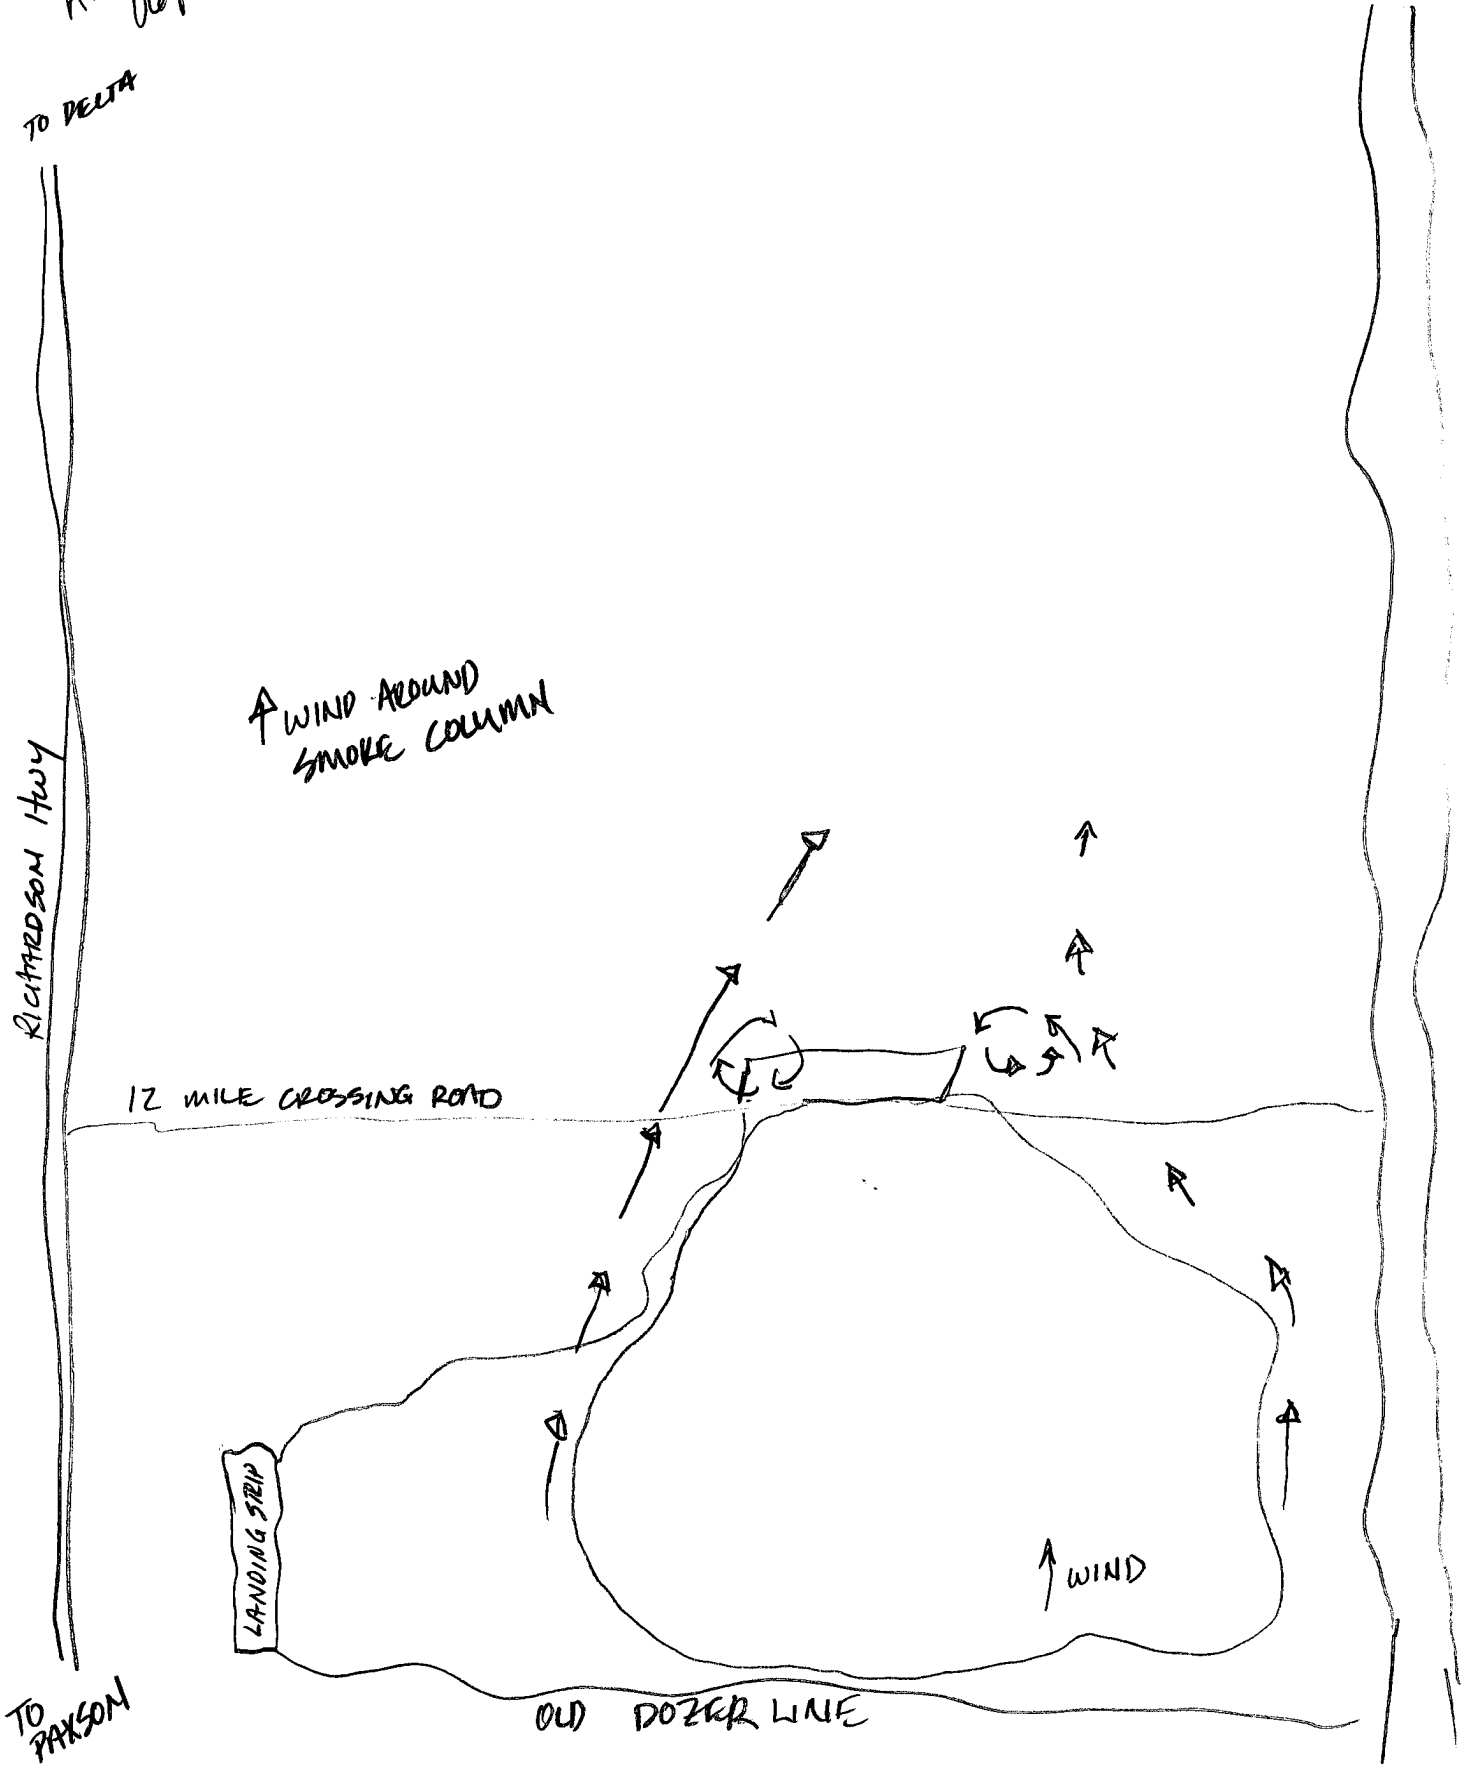 TO DELTA
WIND AROUND
SMOKE COLUMN
RICHARDSON HWY
12 MILE CROSSING ROAD
LANDING STRIP
WIND
TO
PAXSON
OLD DOZER LINE